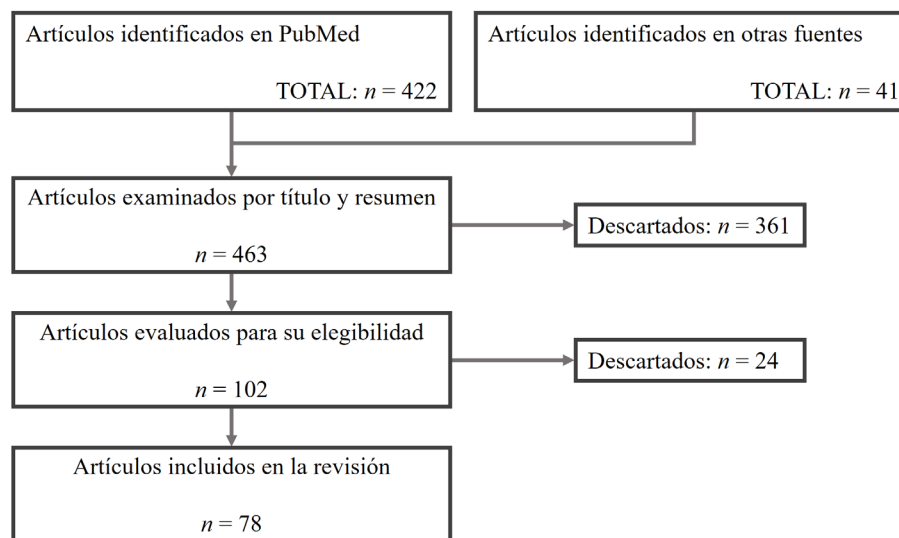 Artículos identificados en PubMed
TOTAL: n = 422
Artículos identificados en otras fuentes
TOTAL: n = 41
Artículos examinados por título y resumen
n = 463
Descartados: n = 361
Artículos evaluados para su elegibilidad
n = 102
Descartados: n = 24
Artículos incluidos en la revisión
n = 78